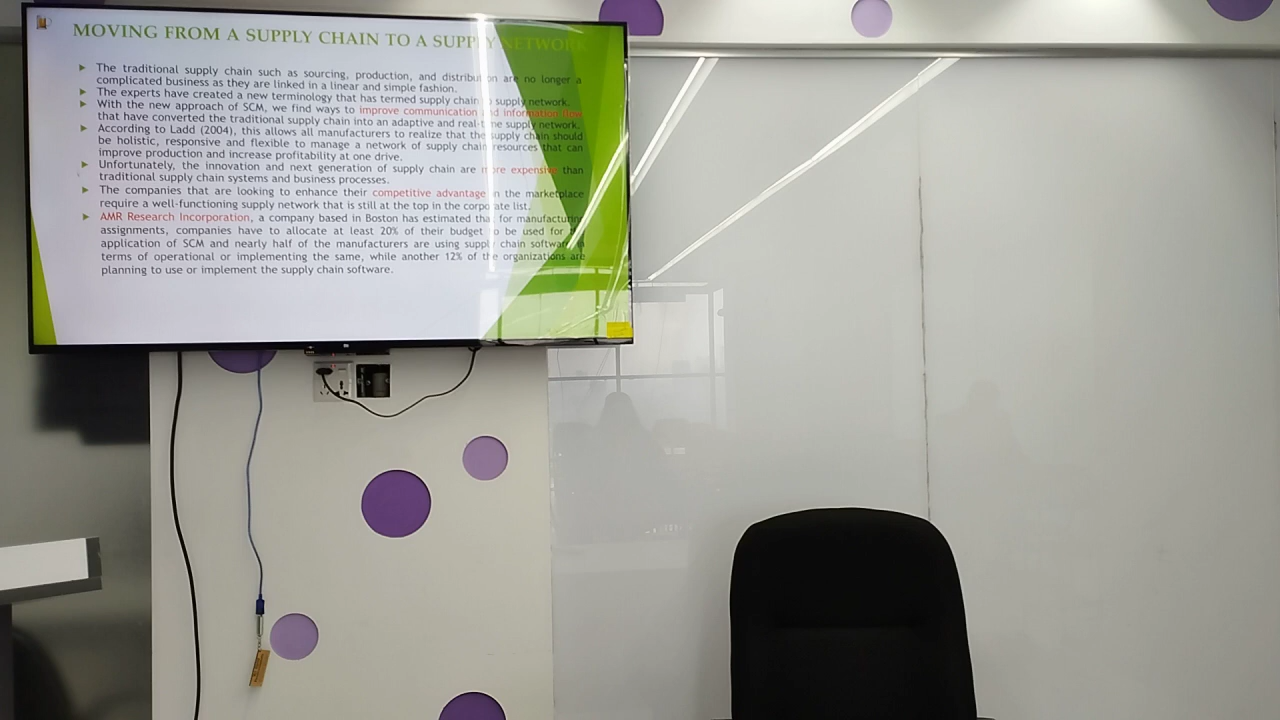 MOVING FROM A SUPPLY CHAIN TO A SUPPLY NETWORK
The traditional supply chain such as sourcing, production, and distribution are no longer a
complicated business as they are linked in a linear and simple fashion.
The experts have created a new terminology that has termed supply chain to supply network.
With the new approach of SCM, we find ways to improve communication and information flow
that have converted the traditional supply chain into an adaptive and real-time supply network.
According to Ladd (2004), this allows all manufacturers to realize that the supply chain should
be holistic, responsive and flexible to manage a network of supply chain resources that can
improve production and increase profitability at one drive.
Unfortunately, the innovation and next generation of supply chain are more expensive than
traditional supply chain systems and business processes.
The companies that are looking to enhance their competitive advantage in the marketplace
require a well-functioning supply network that is still at the top in the corporate list.
AMR Research Incorporation, a company based in Boston has estimated that for manufacturing
assignments, companies have to allocate at least 20% of their budget to be used for the
application of SCM and nearly half of the manufacturers are using supply chain software in
terms of operational or implementing the same, while another 12% of the organizations are
planning to use or implement the supply chain software.